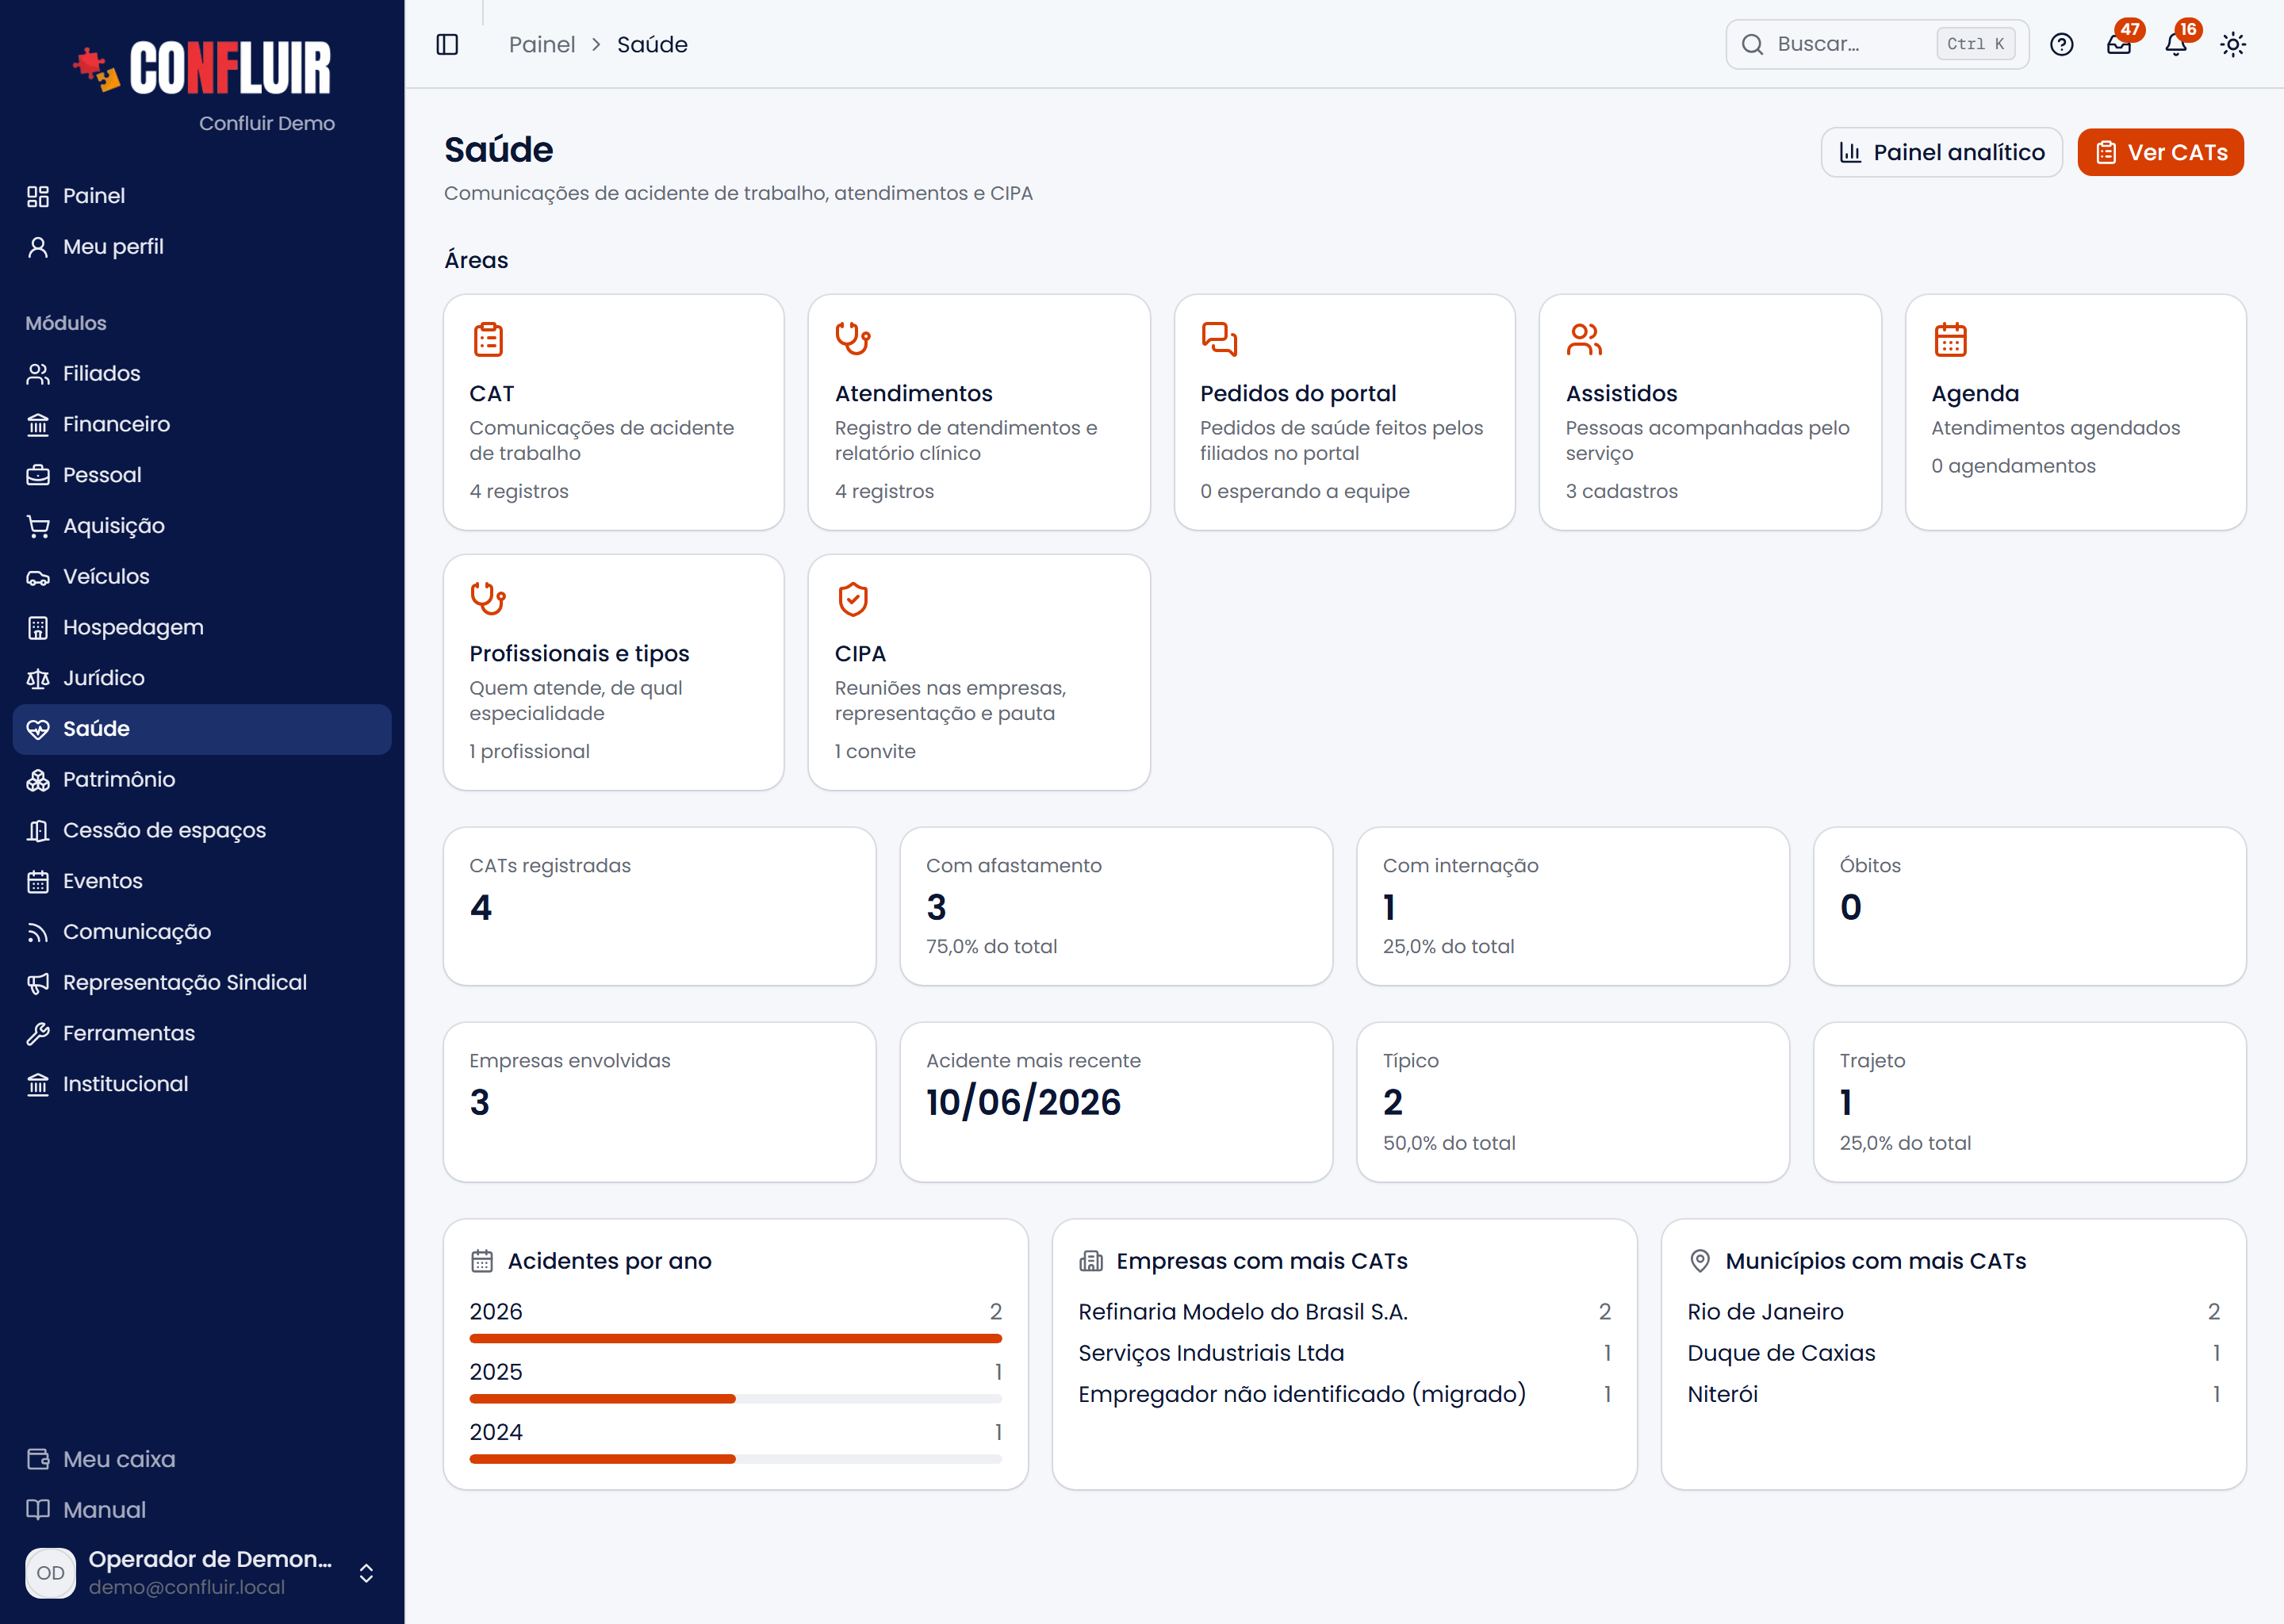 CONFLUIR
Confluir Demo
Painel
Meu perfil
Módulos
Filiados
Financeiro
Pessoal
Aquisição
Veículos
Hospedagem
Jurídico
Saúde
Patrimônio
Cessão de espaços
Eventos
Comunicação
Representação Sindical
Ferramentas
Institucional
Meu caixa
Manual
OD
Operador de Demon...
demo@confluir.local
Painel > Saúde
Buscar...
Ctrl K
47
16
Saúde
Comunicações de acidente de trabalho, atendimentos e CIPA
Painel analítico
Ver CATs
Áreas
CAT
Comunicações de acidente
de trabalho
4 registros
Atendimentos
Registro de atendimentos e
relatório clínico
4 registros
Pedidos do portal
Pedidos de saúde feitos pelos
filiados no portal
0 esperando a equipe
Assistidos
Pessoas acompanhadas pelo
serviço
3 cadastros
Agenda
Atendimentos agendados
0 agendamentos
Profissionais e tipos
Quem atende, de qual
especialidade
1 profissional
CIPA
Reuniões nas empresas,
representação e pauta
1 convite
CATs registradas
4
Com afastamento
3
75,0% do total
Com internação
1
25,0% do total
Óbitos
0
Empresas envolvidas
3
Acidente mais recente
10/06/2026
Típico
2
50,0% do total
Trajeto
1
25,0% do total
Acidentes por ano
2026 2
2025 1
2024 1
Empresas com mais CATs
Refinaria Modelo do Brasil S.A. 2
Serviços Industriais Ltda 1
Empregador não identificado (migrado) 1
Municípios com mais CATs
Rio de Janeiro 2
Duque de Caxias 1
Niterói 1